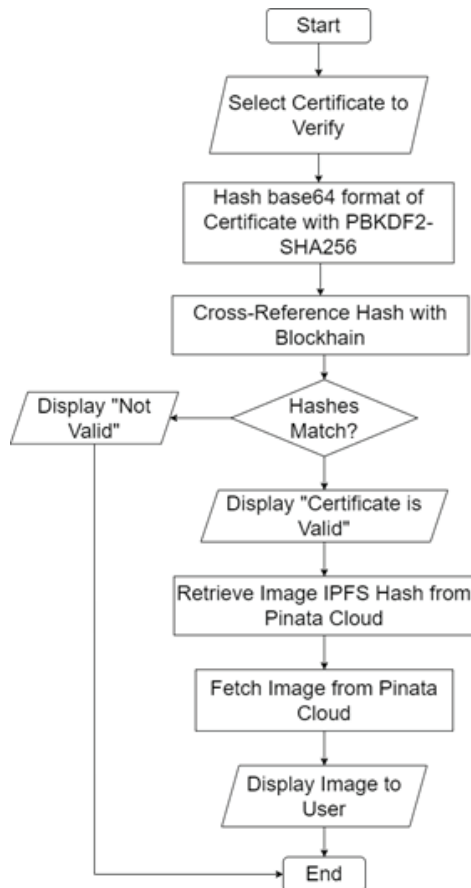 Start
Select Certificate to
Verify
Hash base64 format of
Certificate with PBKDF2-
SHA256
Cross-Reference Hash with
Blockhain
Display "Not
Valid"
Hashes
Match?
Display "Certificate is
Valid"
Retrieve Image IPFS Hash from
Pinata Cloud
Fetch Image from Pinata
Cloud
Display Image to
User
End